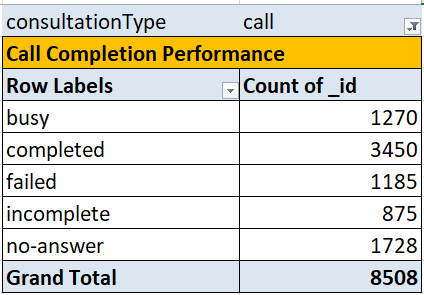 consultationType call
Call Completion Performance
Row Labels Count of _id
busy 1270
completed 3450
failed 1185
incomplete 875
no-answer 1728
Grand Total 8508